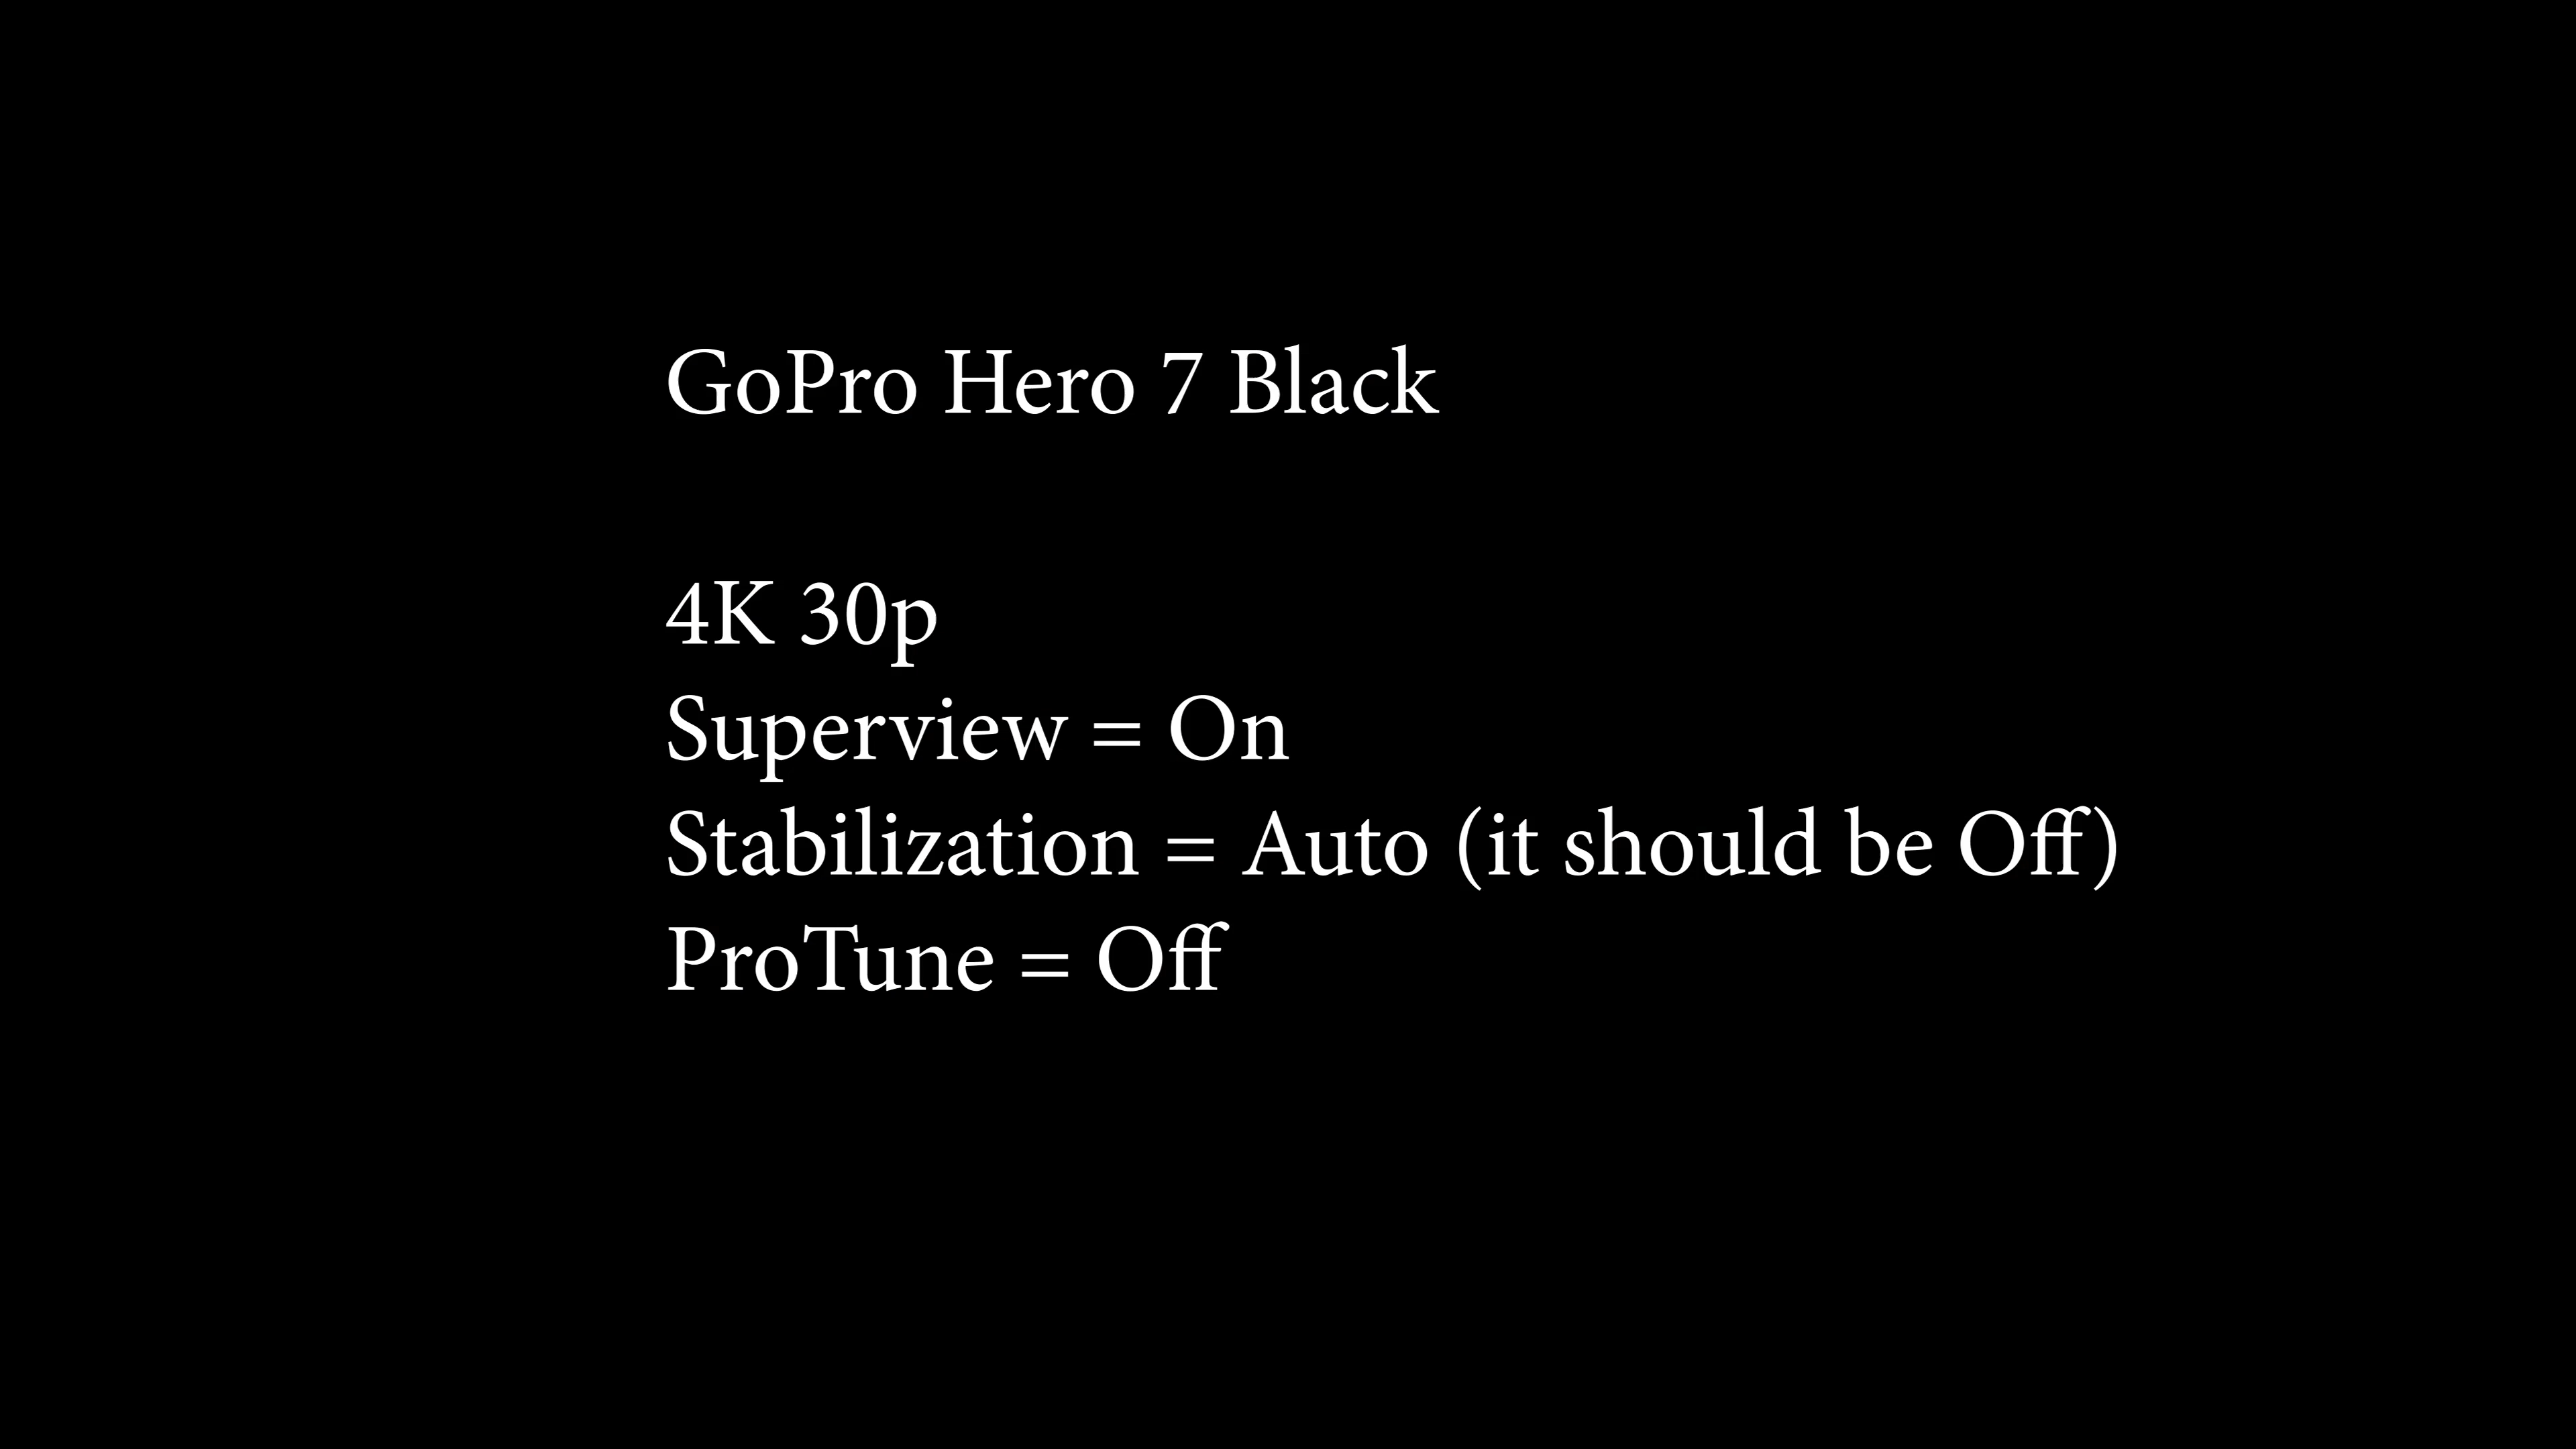 GoPro Hero 7 Black
4K 30p
Superview = On
Stabilization = Auto (it should be Off)
ProTune = Off